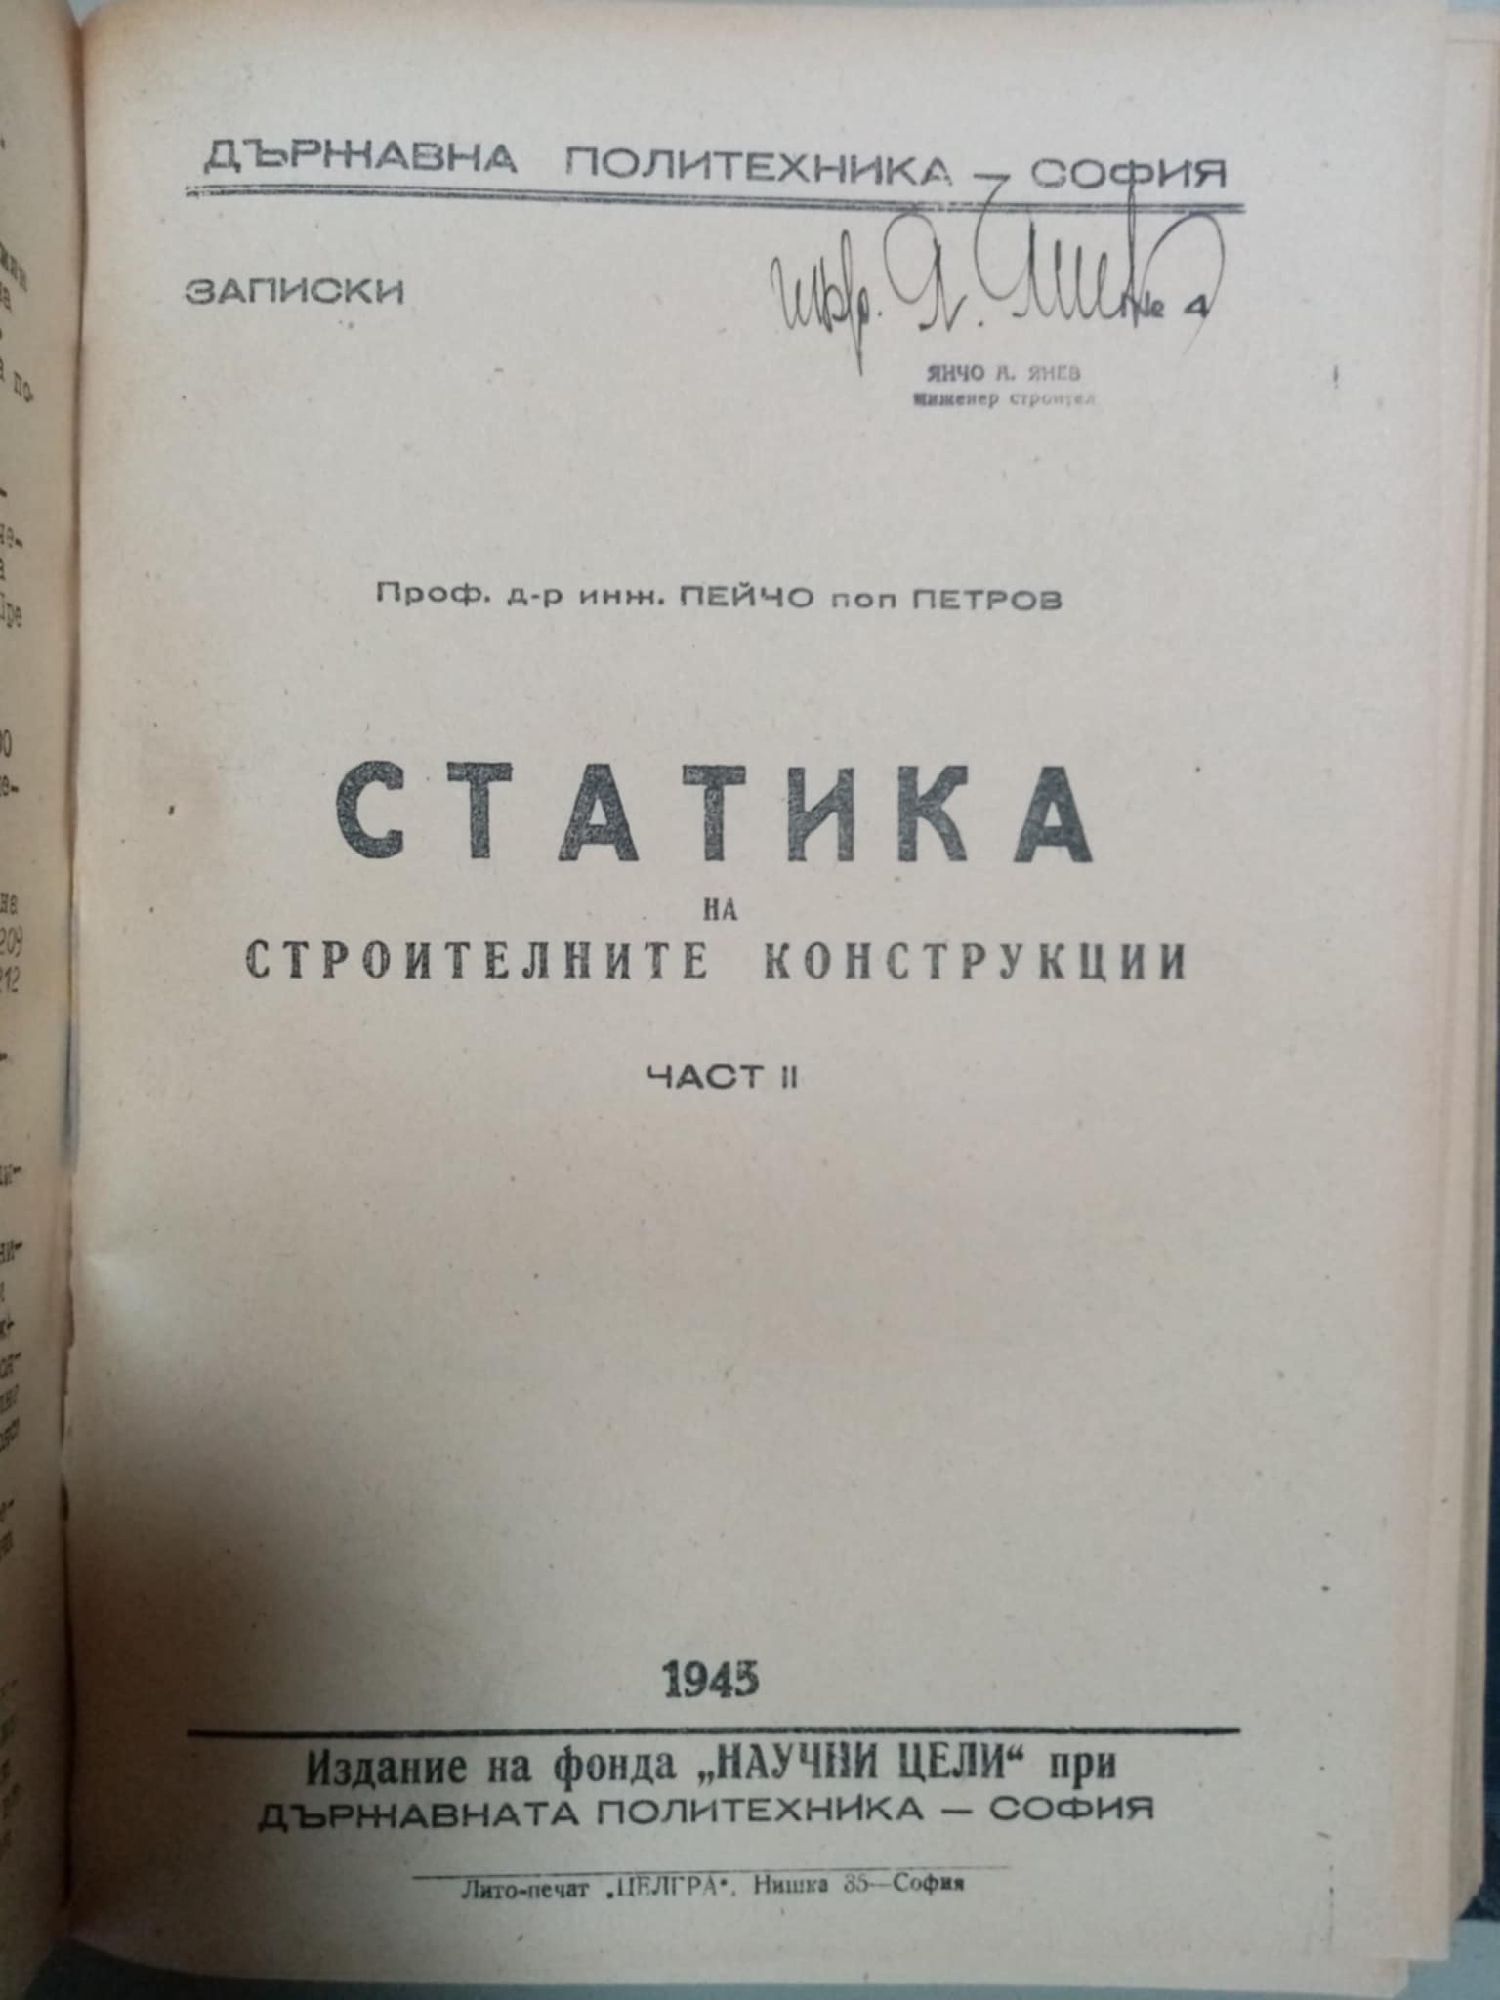 ДЪРЖАВНА ПОЛИТЕХНИКА — СОФИЯ
ЗАПИСКИ
№ 4
ЯНЧО А. ЯНЕВ
инженер строител
Проф. д-р инж. ПЕЙЧО поп ПЕТРОВ
СТАТИКА
НА
СТРОИТЕЛНИТЕ КОНСТРУКЦИИ
ЧАСТ II
1945
Издание на фонда „НАУЧНИ ЦЕЛИ“ при
ДЪРЖАВНАТА ПОЛИТЕХНИКА — СОФИЯ
Лито-печат „ЦЕЛГРА“, Нишка 35—София